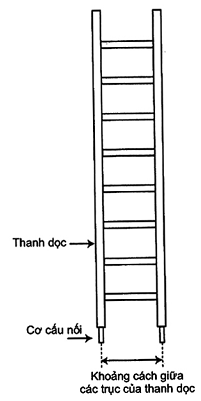 Thanh dọc
Cơ cấu nối
Khoảng cách giữa
các trục của thanh dọc